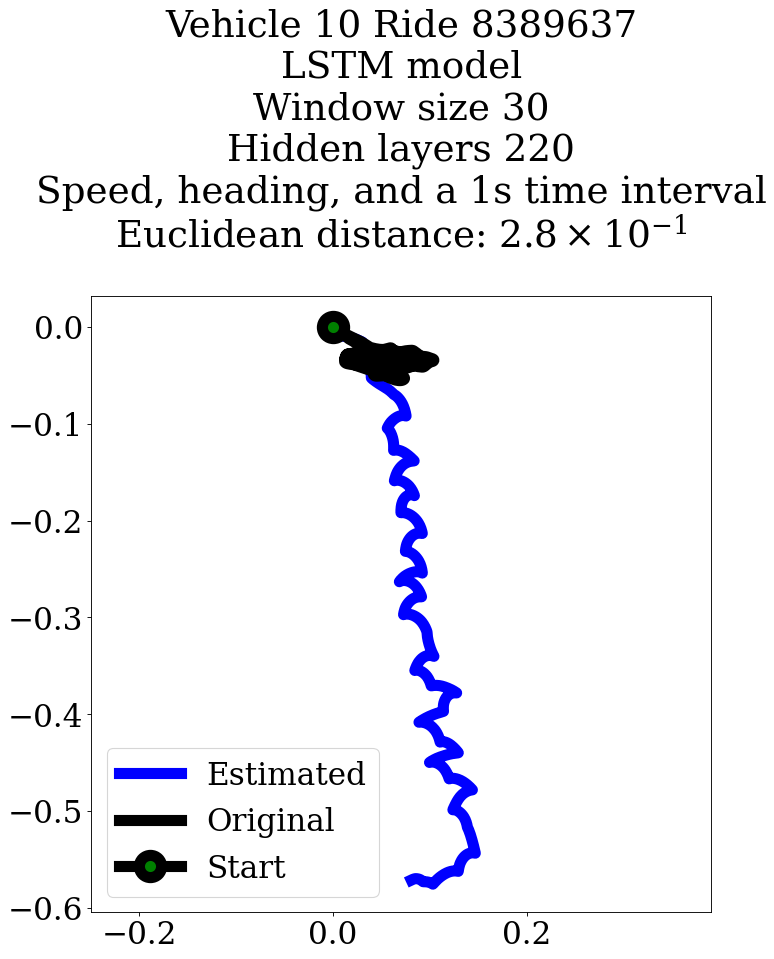 Vehicle 10 Ride 8389637
LSTM model
Window size 30
Hidden layers 220
Speed, heading, and a 1s time interval
Euclidean distance: 2.8 × 10⁻¹
0.0
−0.1
−0.2
−0.3
−0.4
−0.5
−0.6
Estimated
Original
Start
−0.2
0.0
0.2